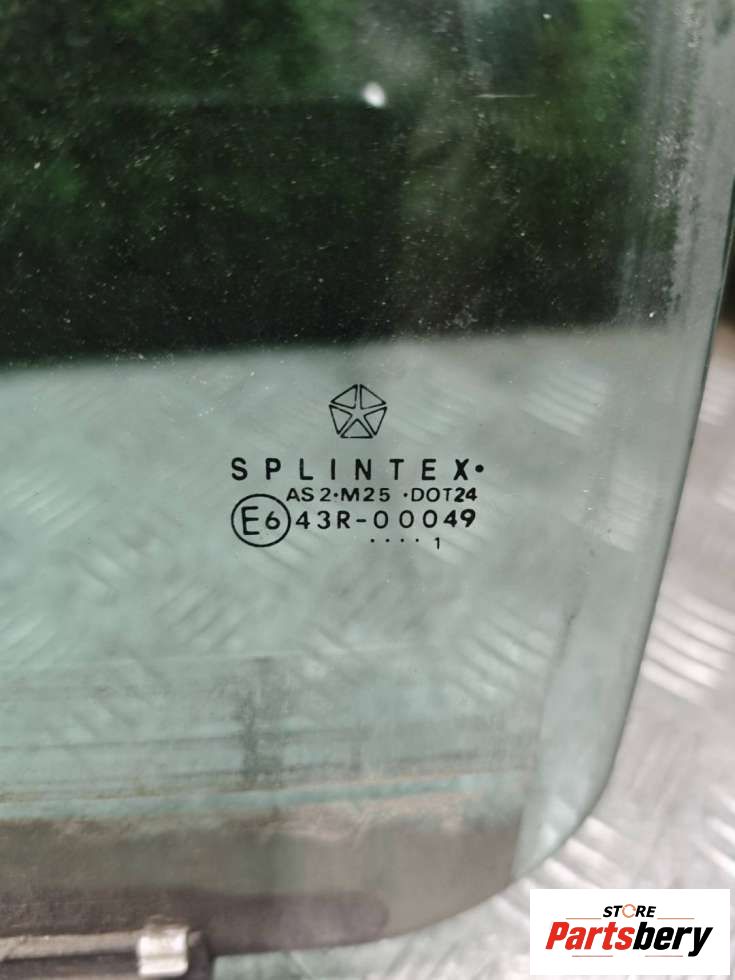 SPLINTEX•
AS2•M25 •DOT24
E6 43R-00049
.... 1
STORE
Partsbery